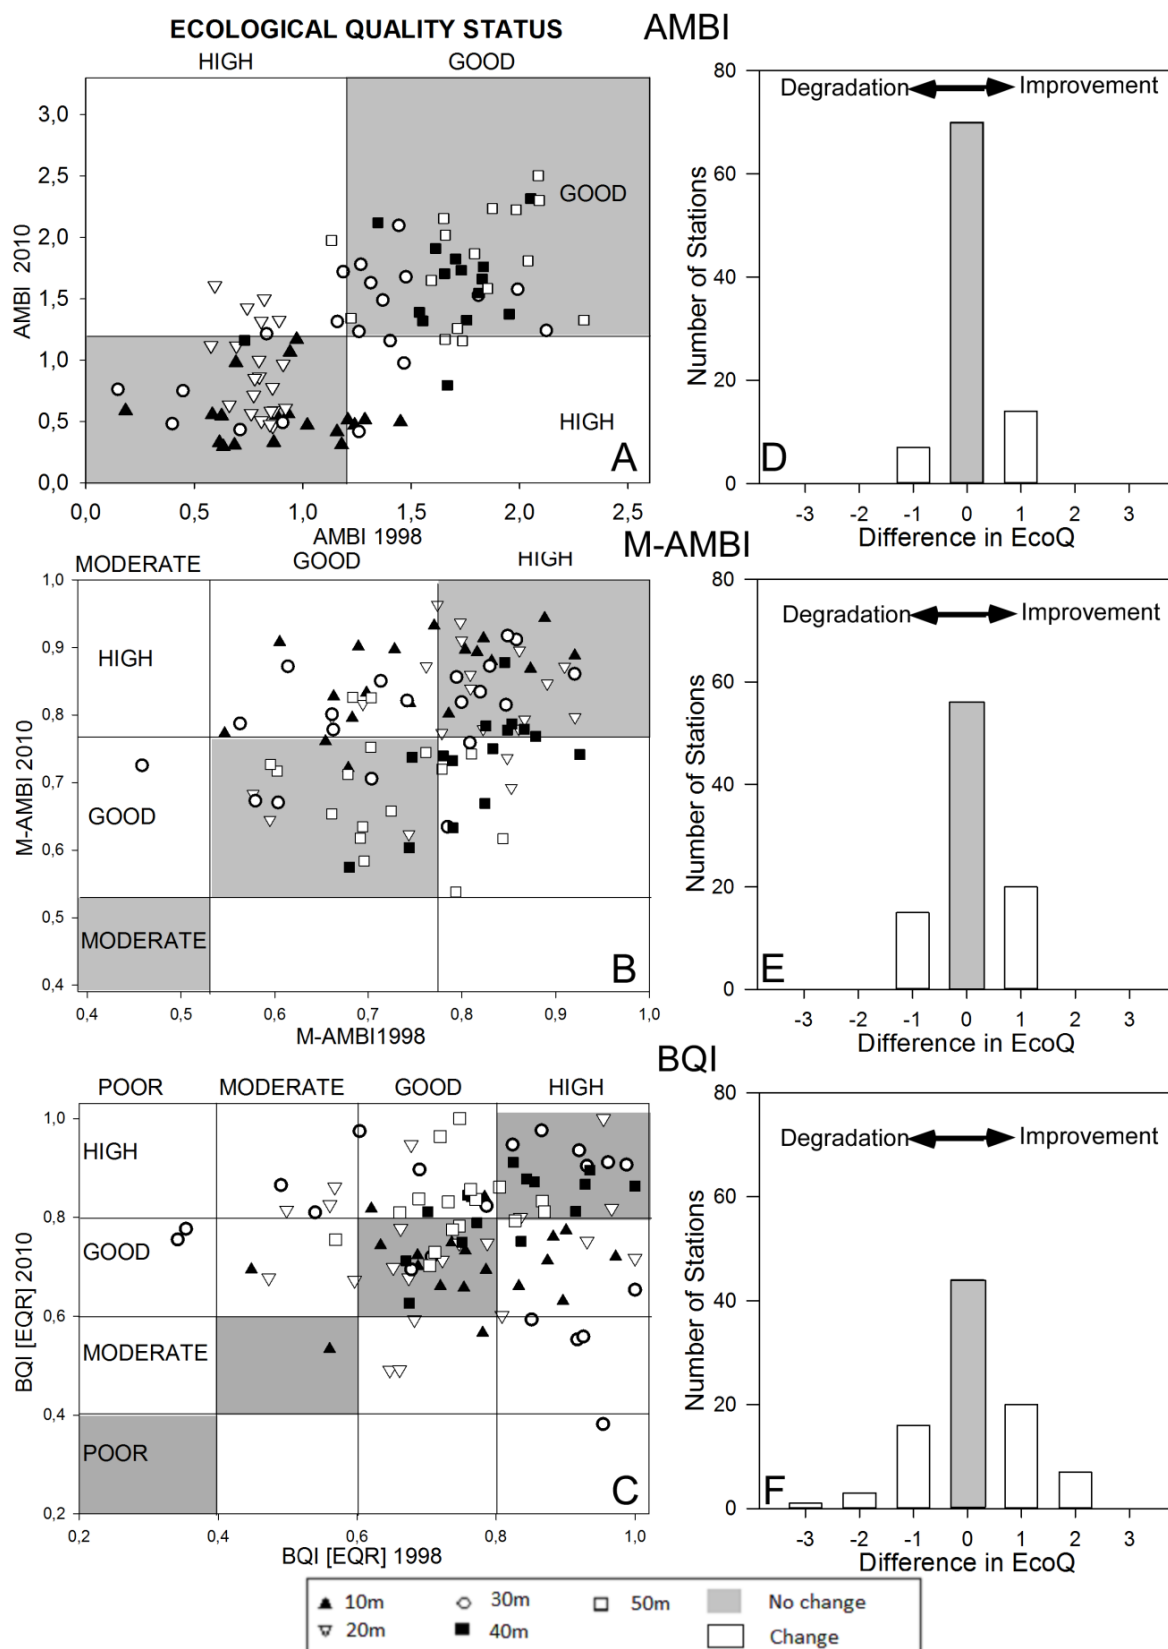 ECOLOGICAL QUALITY STATUS
AMBI
HIGH GOOD
3,0
2,5
2,0
1,5
1,0
0,5
0,0
AMBI 2010
GOOD
HIGH
A
0,0 0,5 1,0 1,5 2,0 2,5
AMBI 1998
80
60
40
20
0
Number of Stations
Degradation Improvement
D
-3 -2 -1 0 1 2 3
Difference in EcoQ
M-AMBI
MODERATE GOOD HIGH
1,0
0,9
0,8
0,7
0,6
0,5
0,4
M-AMBI 2010
HIGH
GOOD
MODERATE
B
0,4 0,5 0,6 0,7 0,8 0,9 1,0
M-AMBI1998
80
60
40
20
0
Number of Stations
Degradation Improvement
E
-3 -2 -1 0 1 2 3
Difference in EcoQ
BQI
POOR MODERATE GOOD HIGH
1,0
0,8
0,6
0,4
0,2
BQI [EQR] 2010
HIGH
GOOD
MODERATE
POOR
C
0,2 0,4 0,6 0,8 1,0
BQI [EQR] 1998
80
60
40
20
0
Number of Stations
Degradation Improvement
F
-3 -2 -1 0 1 2 3
Difference in EcoQ
10m 30m 50m No change
20m 40m Change